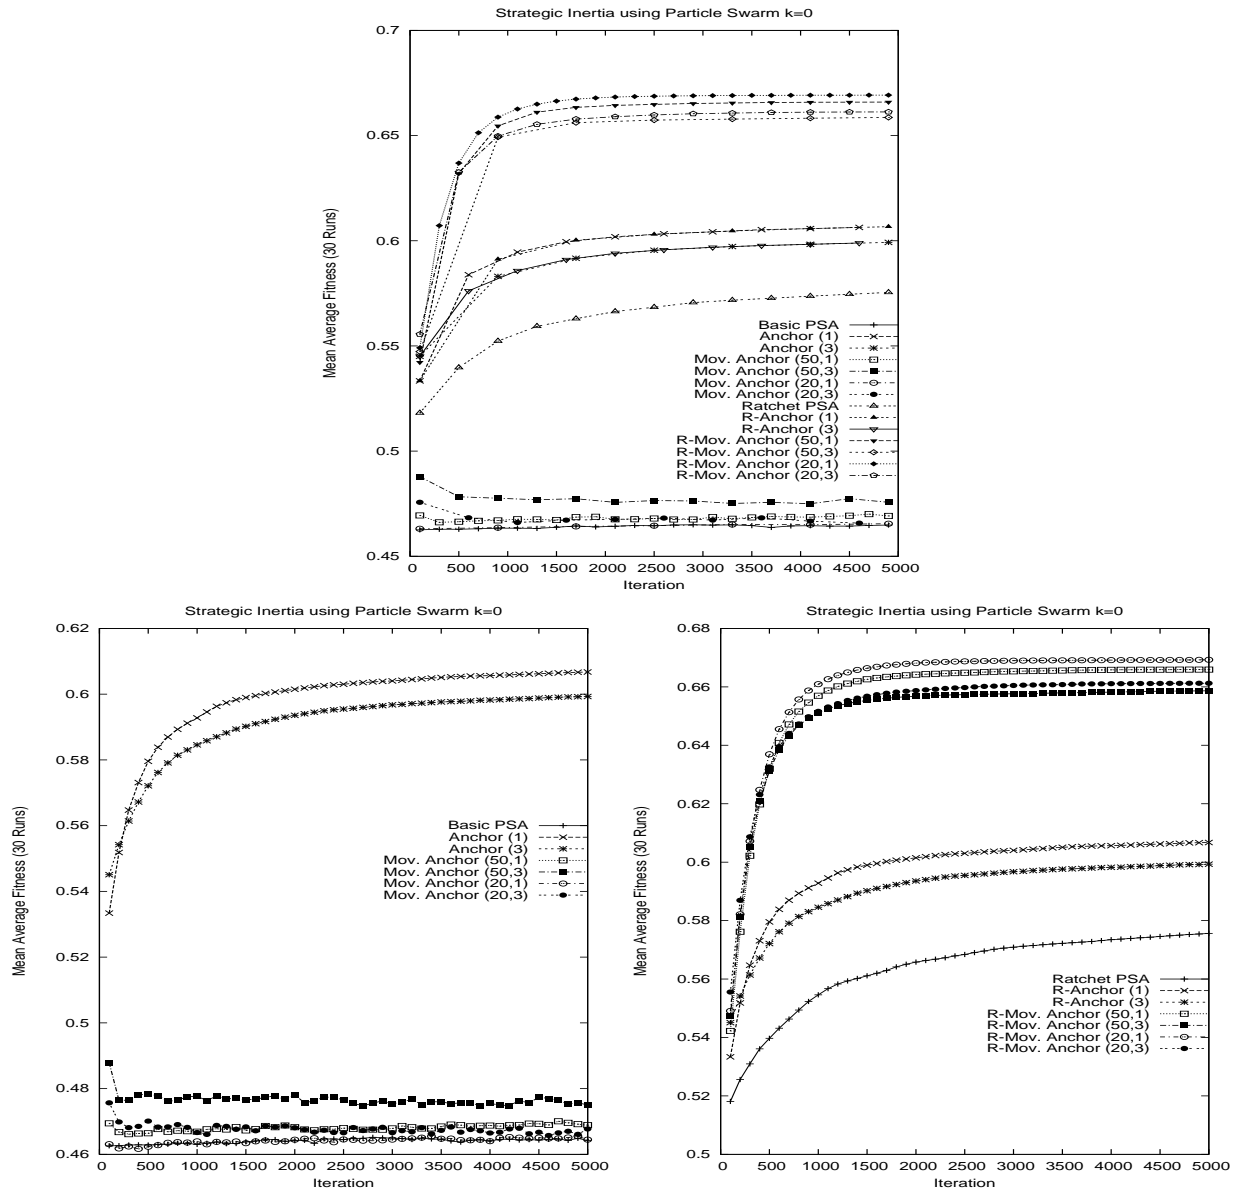 Strategic Inertia using Particle Swarm k=0
0.7
0.65
0.6
0.55
0.5
0.45
Mean Average Fitness (30 Runs)
Basic PSA
Anchor (1)
Anchor (3)
Mov. Anchor (50,1)
Mov. Anchor (50,3)
Mov. Anchor (20,1)
Mov. Anchor (20,3)
Ratchet PSA
R-Anchor (1)
R-Anchor (3)
R-Mov. Anchor (50,1)
R-Mov. Anchor (50,3)
R-Mov. Anchor (20,1)
R-Mov. Anchor (20,3)
0 500 1000 1500 2000 2500 3000 3500 4000 4500 5000
Iteration
Strategic Inertia using Particle Swarm k=0
0.62
0.6
0.58
0.56
0.54
0.52
0.5
0.48
0.46
Mean Average Fitness (30 Runs)
Basic PSA
Anchor (1)
Anchor (3)
Mov. Anchor (50,1)
Mov. Anchor (50,3)
Mov. Anchor (20,1)
Mov. Anchor (20,3)
0 500 1000 1500 2000 2500 3000 3500 4000 4500 5000
Iteration
Strategic Inertia using Particle Swarm k=0
0.68
0.66
0.64
0.62
0.6
0.58
0.56
0.54
0.52
0.5
Mean Average Fitness (30 Runs)
Ratchet PSA
R-Anchor (1)
R-Anchor (3)
R-Mov. Anchor (50,1)
R-Mov. Anchor (50,3)
R-Mov. Anchor (20,1)
R-Mov. Anchor (20,3)
0 500 1000 1500 2000 2500 3000 3500 4000 4500 5000
Iteration